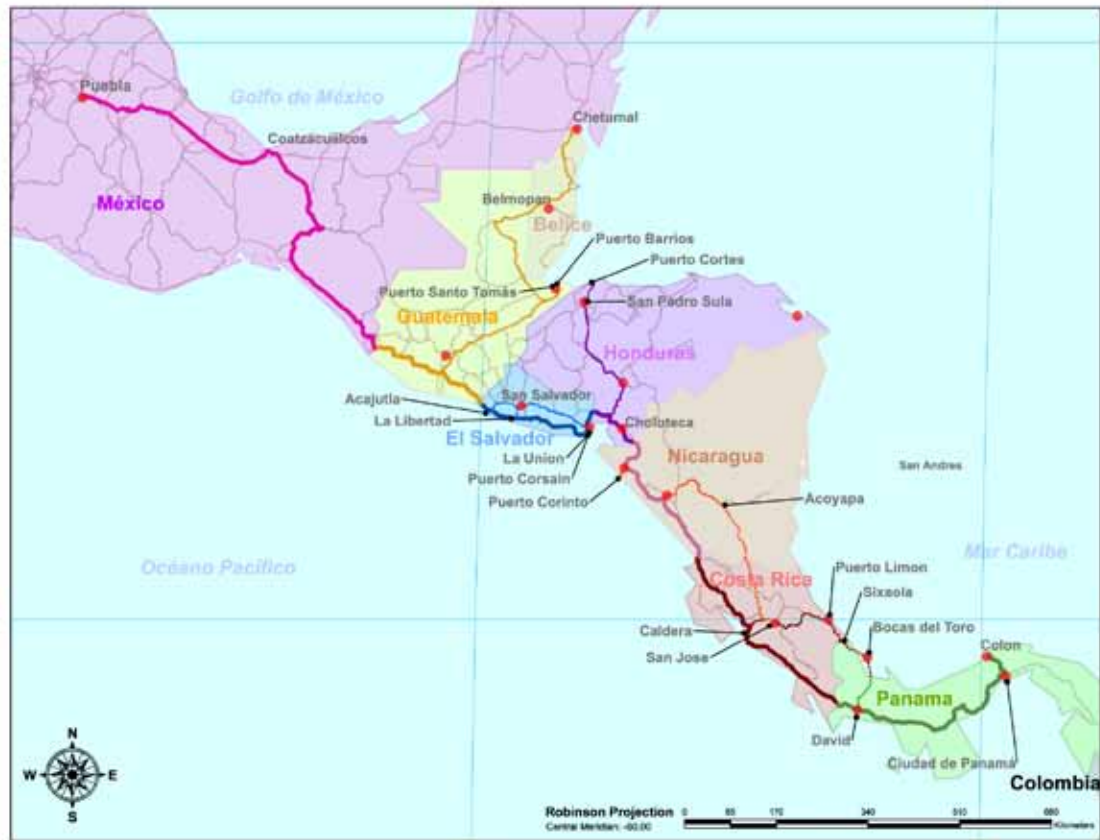 Puebla
Golfo de México
Chetumal
Coatzacualcos
México
Belmopan
Belice
Puerto Barrios
Puerto Cortes
Puerto Santo Tomás
San Pedro Sula
Guatemala
Honduras
Acajutla
San Salvador
La Libertad
El Salvador
Choloteca
La Union
Nicaragua
San Andres
Puerto Corsain
Puerto Corinto
Acoyapa
Océano Pacífico
Mar Caribe
Costa Rica
Puerto Limon
Sixaola
Caldera
Bocas del Toro
San Jose
Colon
Panama
David
Ciudad de Panamá
Colombia
N
W E
S
Robinson Projection
Central Meridian: -60.00
0 85 170 340 510 680
Kilometers